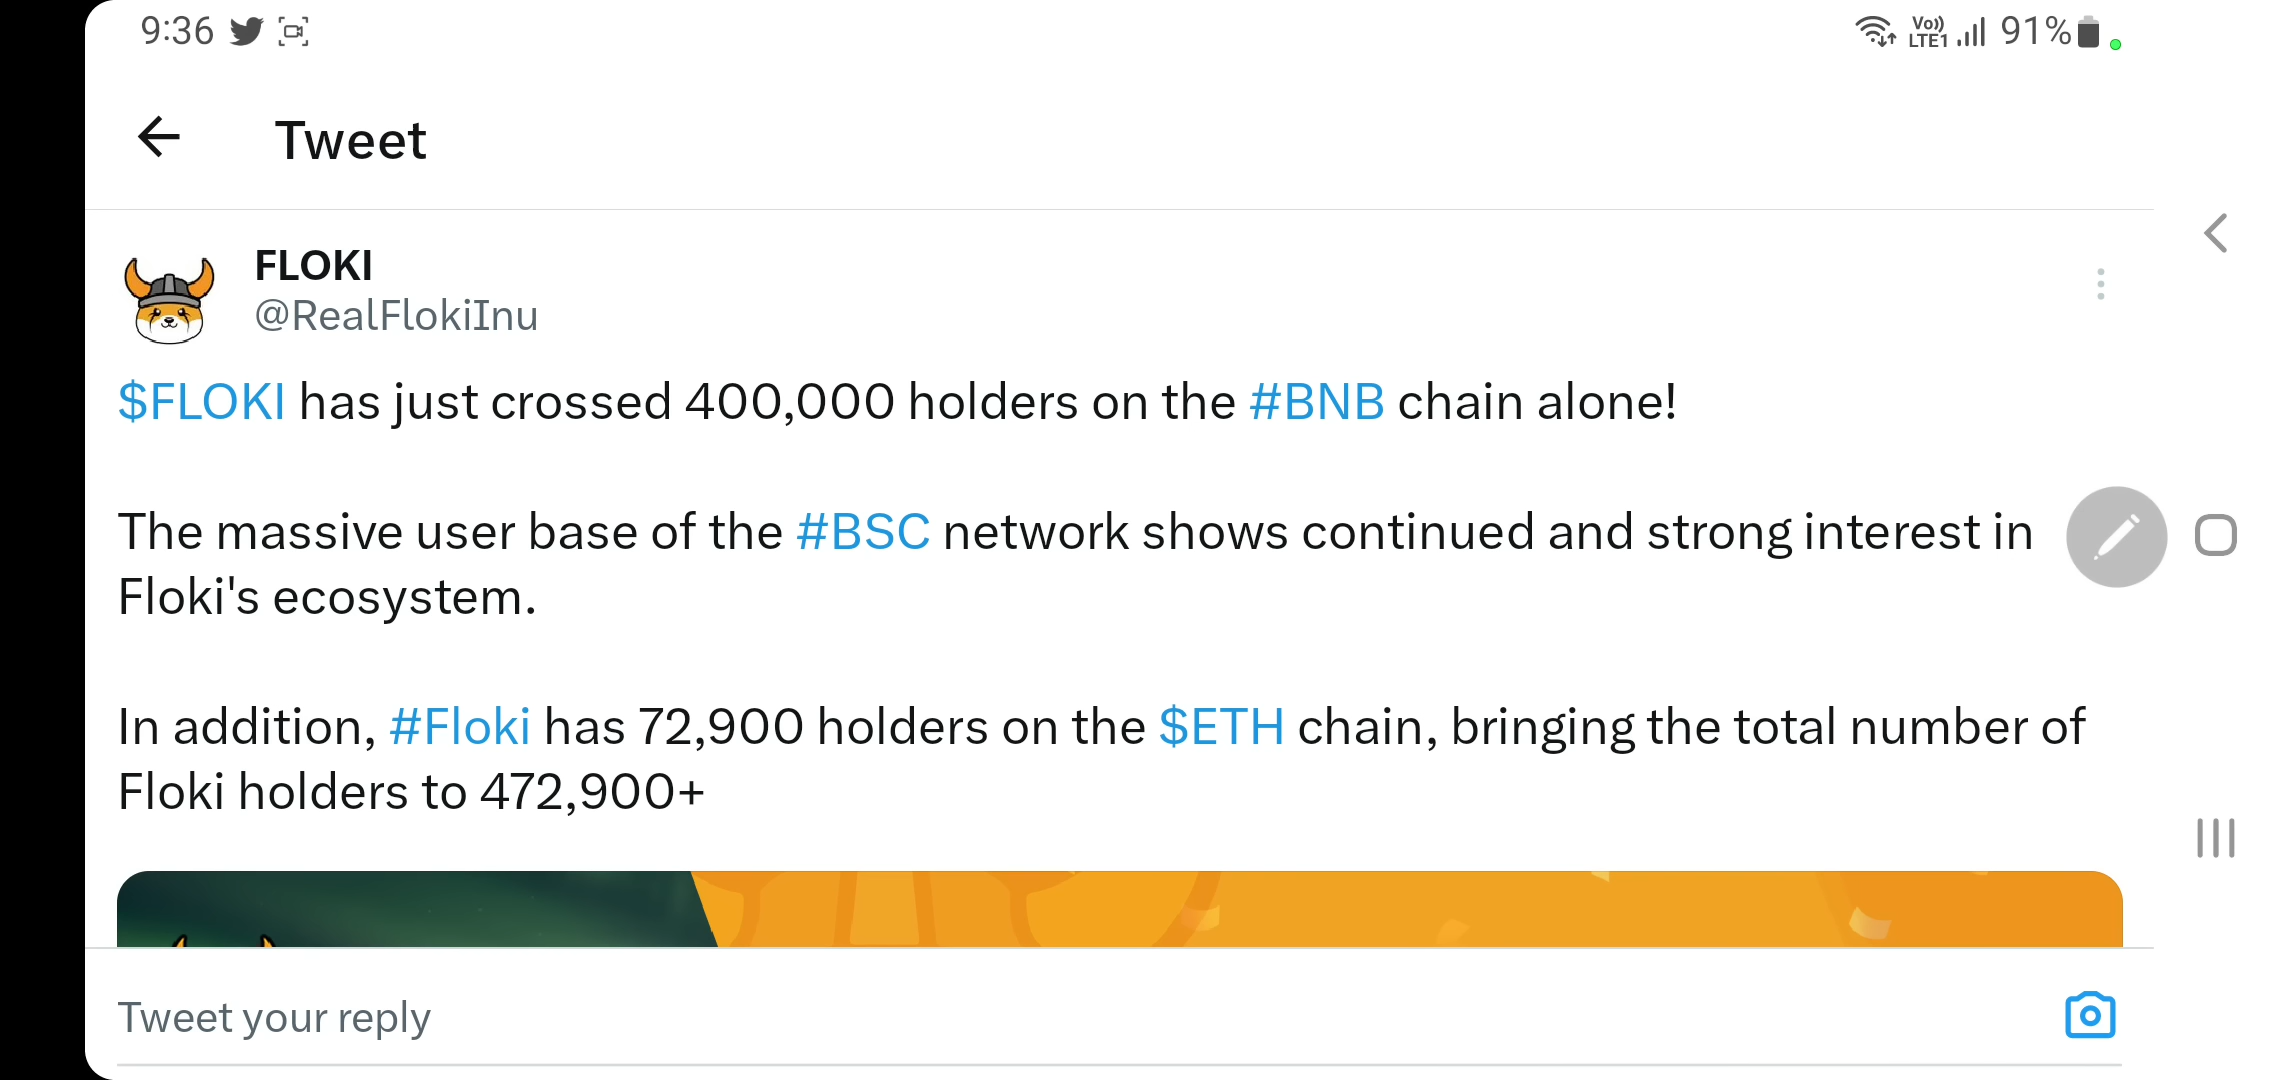 9:36
Vo))
LTE1
91%
Tweet
FLOKI
@RealFlokiInu
$FLOKI has just crossed 400,000 holders on the #BNB chain alone!
The massive user base of the #BSC network shows continued and strong interest in
Floki's ecosystem.
In addition, #Floki has 72,900 holders on the $ETH chain, bringing the total number of
Floki holders to 472,900+
Tweet your reply